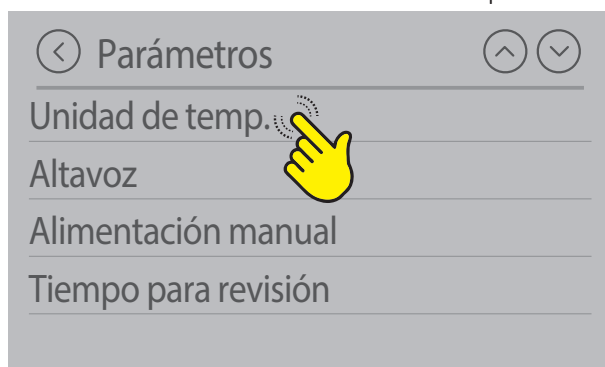 Parámetros
Unidad de temp.
Altavoz
Alimentación manual
Tiempo para revisión